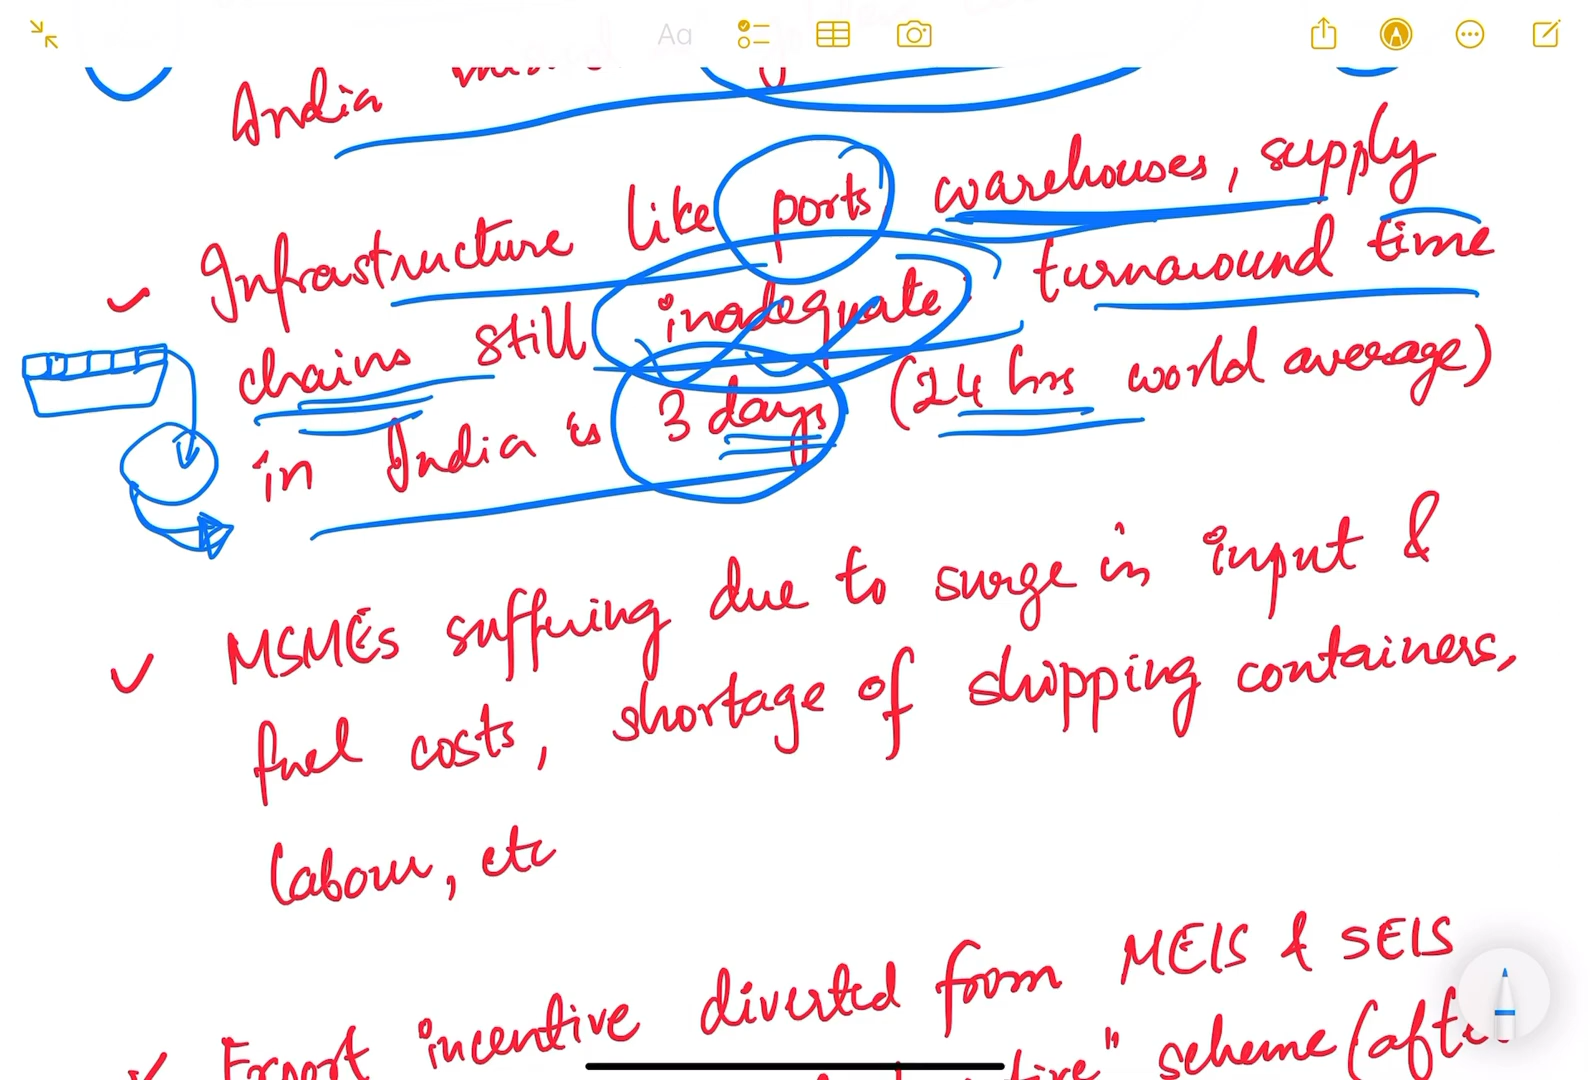 Aa
India
Infrastructure like ports, warehouses, supply
chains still inadequate; turnaround time
in India is 3 days (24 hrs world average)
MSMEs suffering due to surge in input &
fuel costs, shortage of shipping containers,
labour, etc
Export incentive diverted from MEIS & SEIS
" scheme (afte